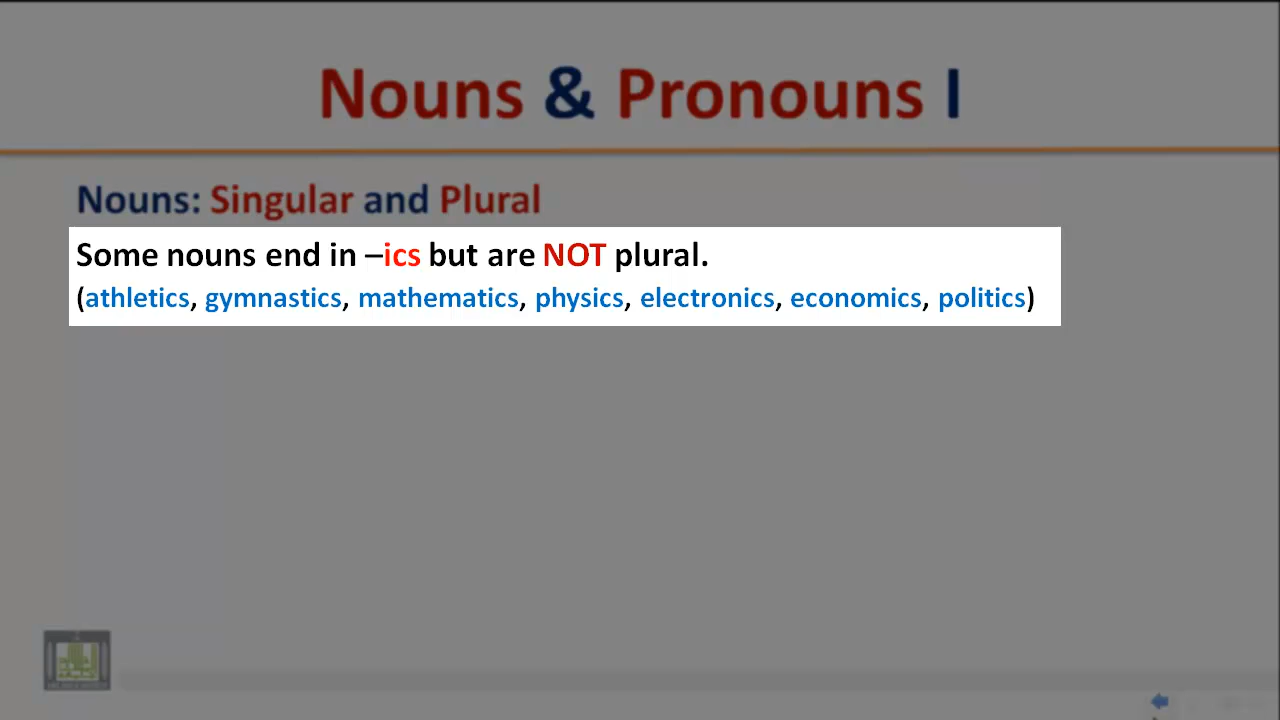 Nouns & Pronouns I
Nouns: Singular and Plural
Some nouns end in –ics but are NOT plural.
(athletics, gymnastics, mathematics, physics, electronics, economics, politics)